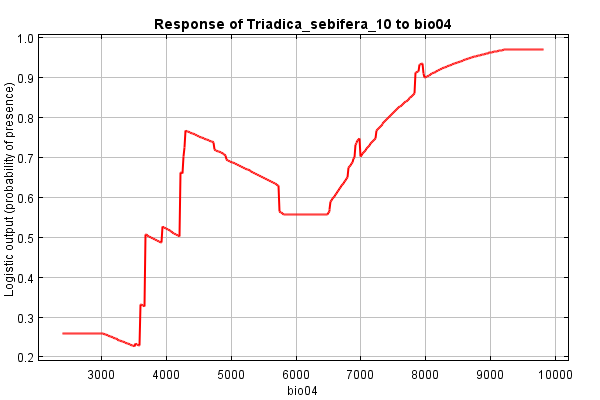 Response of Triadica_sebifera_10 to bio04
Logistic output (probability of presence)
1.0
0.9
0.8
0.7
0.6
0.5
0.4
0.3
0.2
3000 4000 5000 6000 7000 8000 9000 10000
bio04